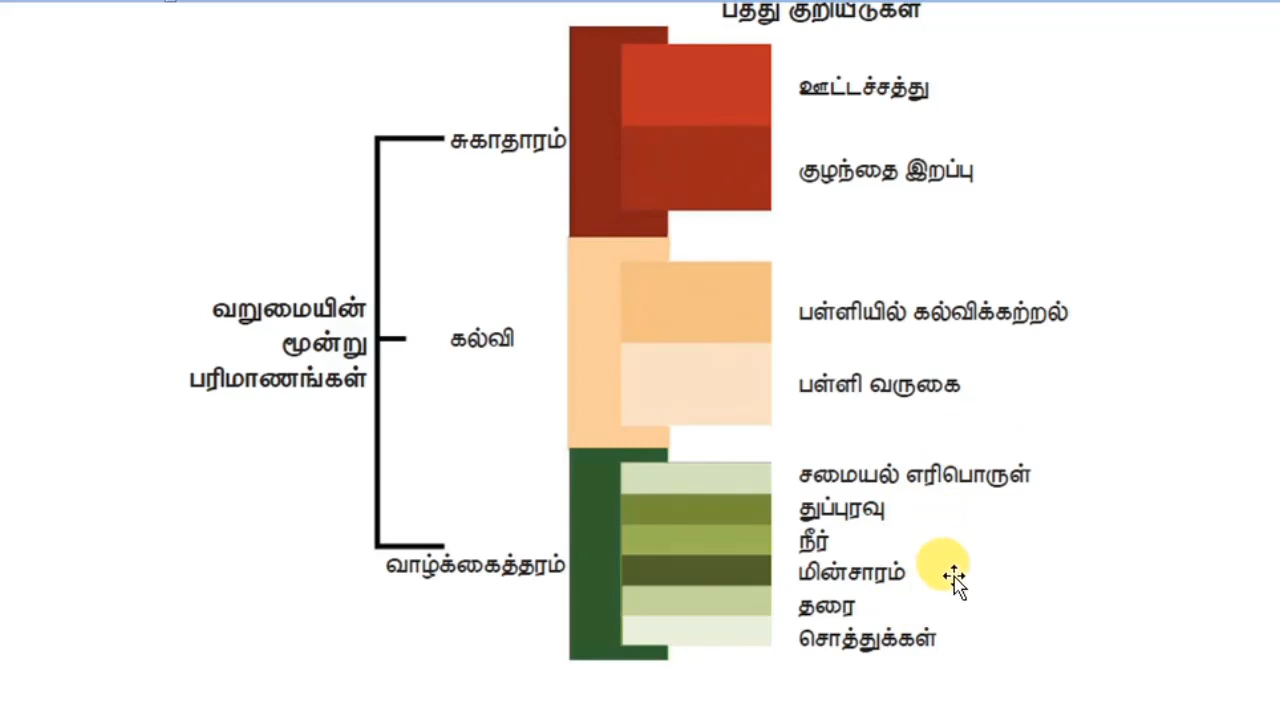 பத்து குறியீடுகள்
ஊட்டச்சத்து
சுகாதாரம்
குழந்தை இறப்பு
வறுமையின்
மூன்று
பரிமாணங்கள்
கல்வி
பள்ளியில் கல்விக்கற்றல்
பள்ளி வருகை
வாழ்க்கைத்தரம்
சமையல் எரிபொருள்
துப்புரவு
நீர்
மின்சாரம்
தரை
சொத்துக்கள்